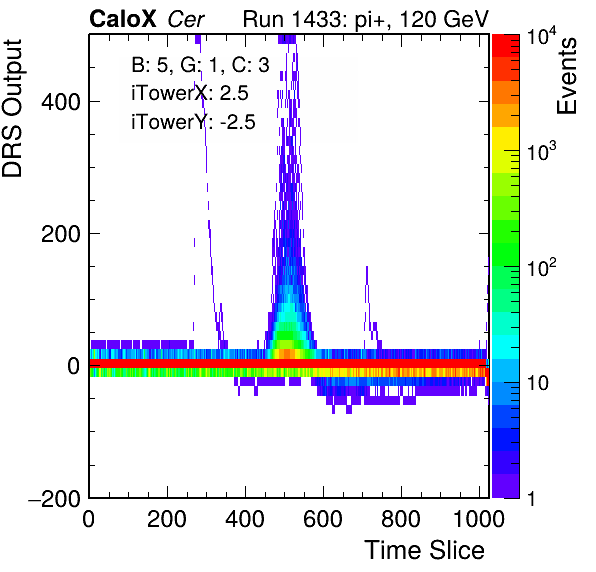 CaloX Cer Run 1433: pi+, 120 GeV
B: 5, G: 1, C: 3
iTowerX: 2.5
iTowerY: -2.5
DRS Output
Events
400
200
0
−200
0 200 400 600 800 1000
Time Slice
10^4
10^3
10^2
10
1